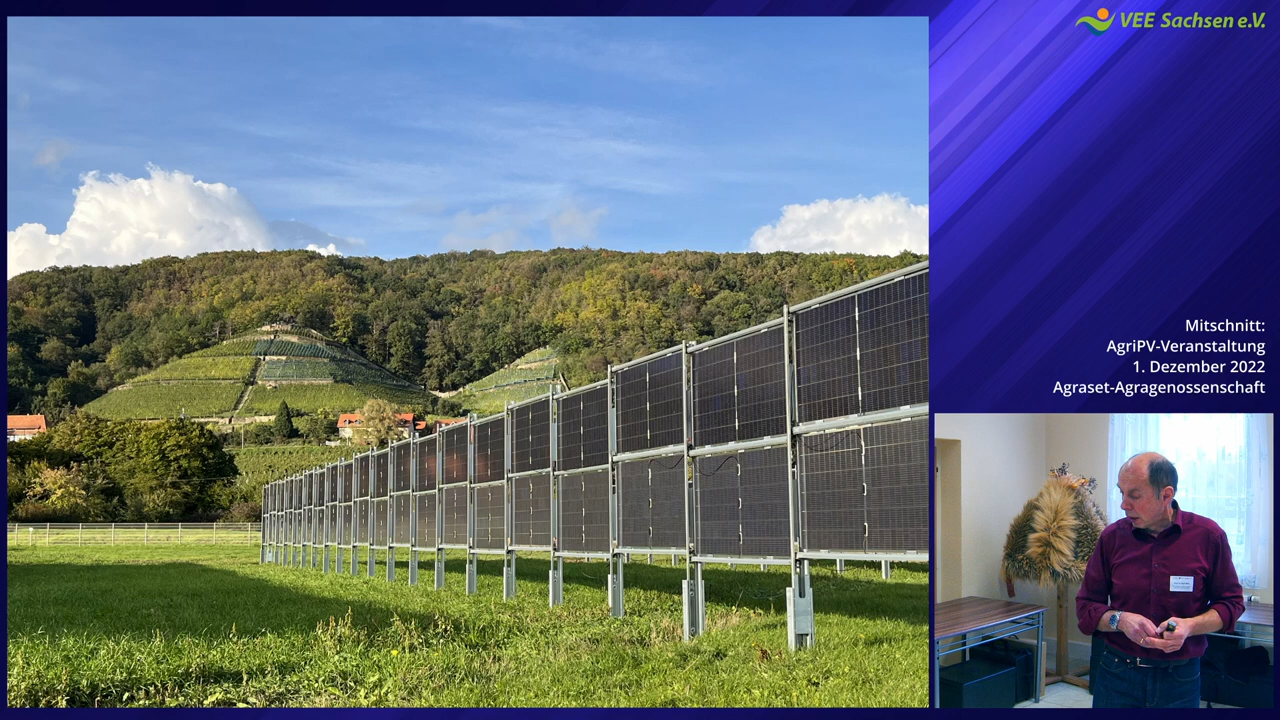 VEE Sachsen e.V.
Mitschnitt:
AgriPV-Veranstaltung
1. Dezember 2022
Agraset-Agragenossenschaft